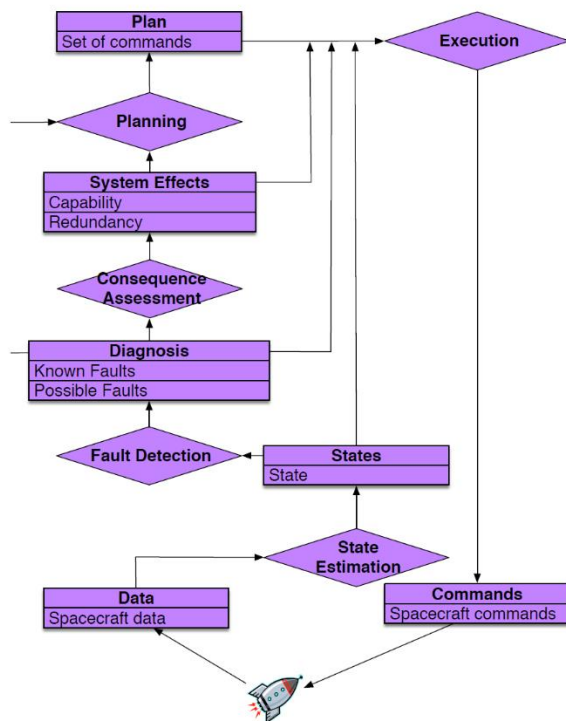 Plan
Set of commands
Execution
Planning
System Effects
Capability
Redundancy
Consequence
Assessment
Diagnosis
Known Faults
Possible Faults
Fault Detection
States
State
State
Estimation
Data
Spacecraft data
Commands
Spacecraft commands